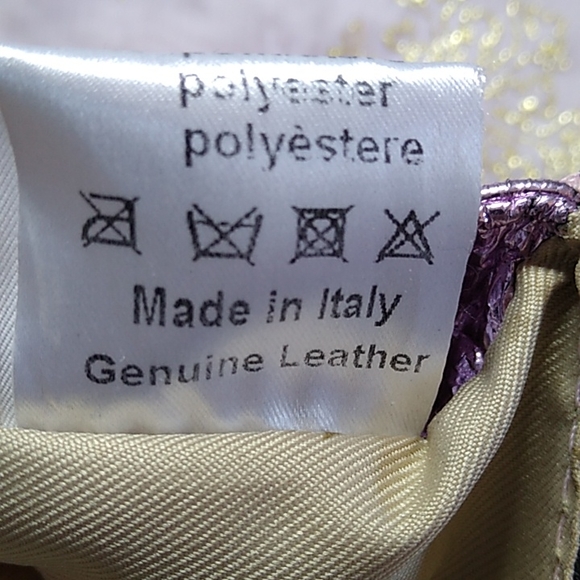 polyester
polyèstere
Made in Italy
Genuine Leather